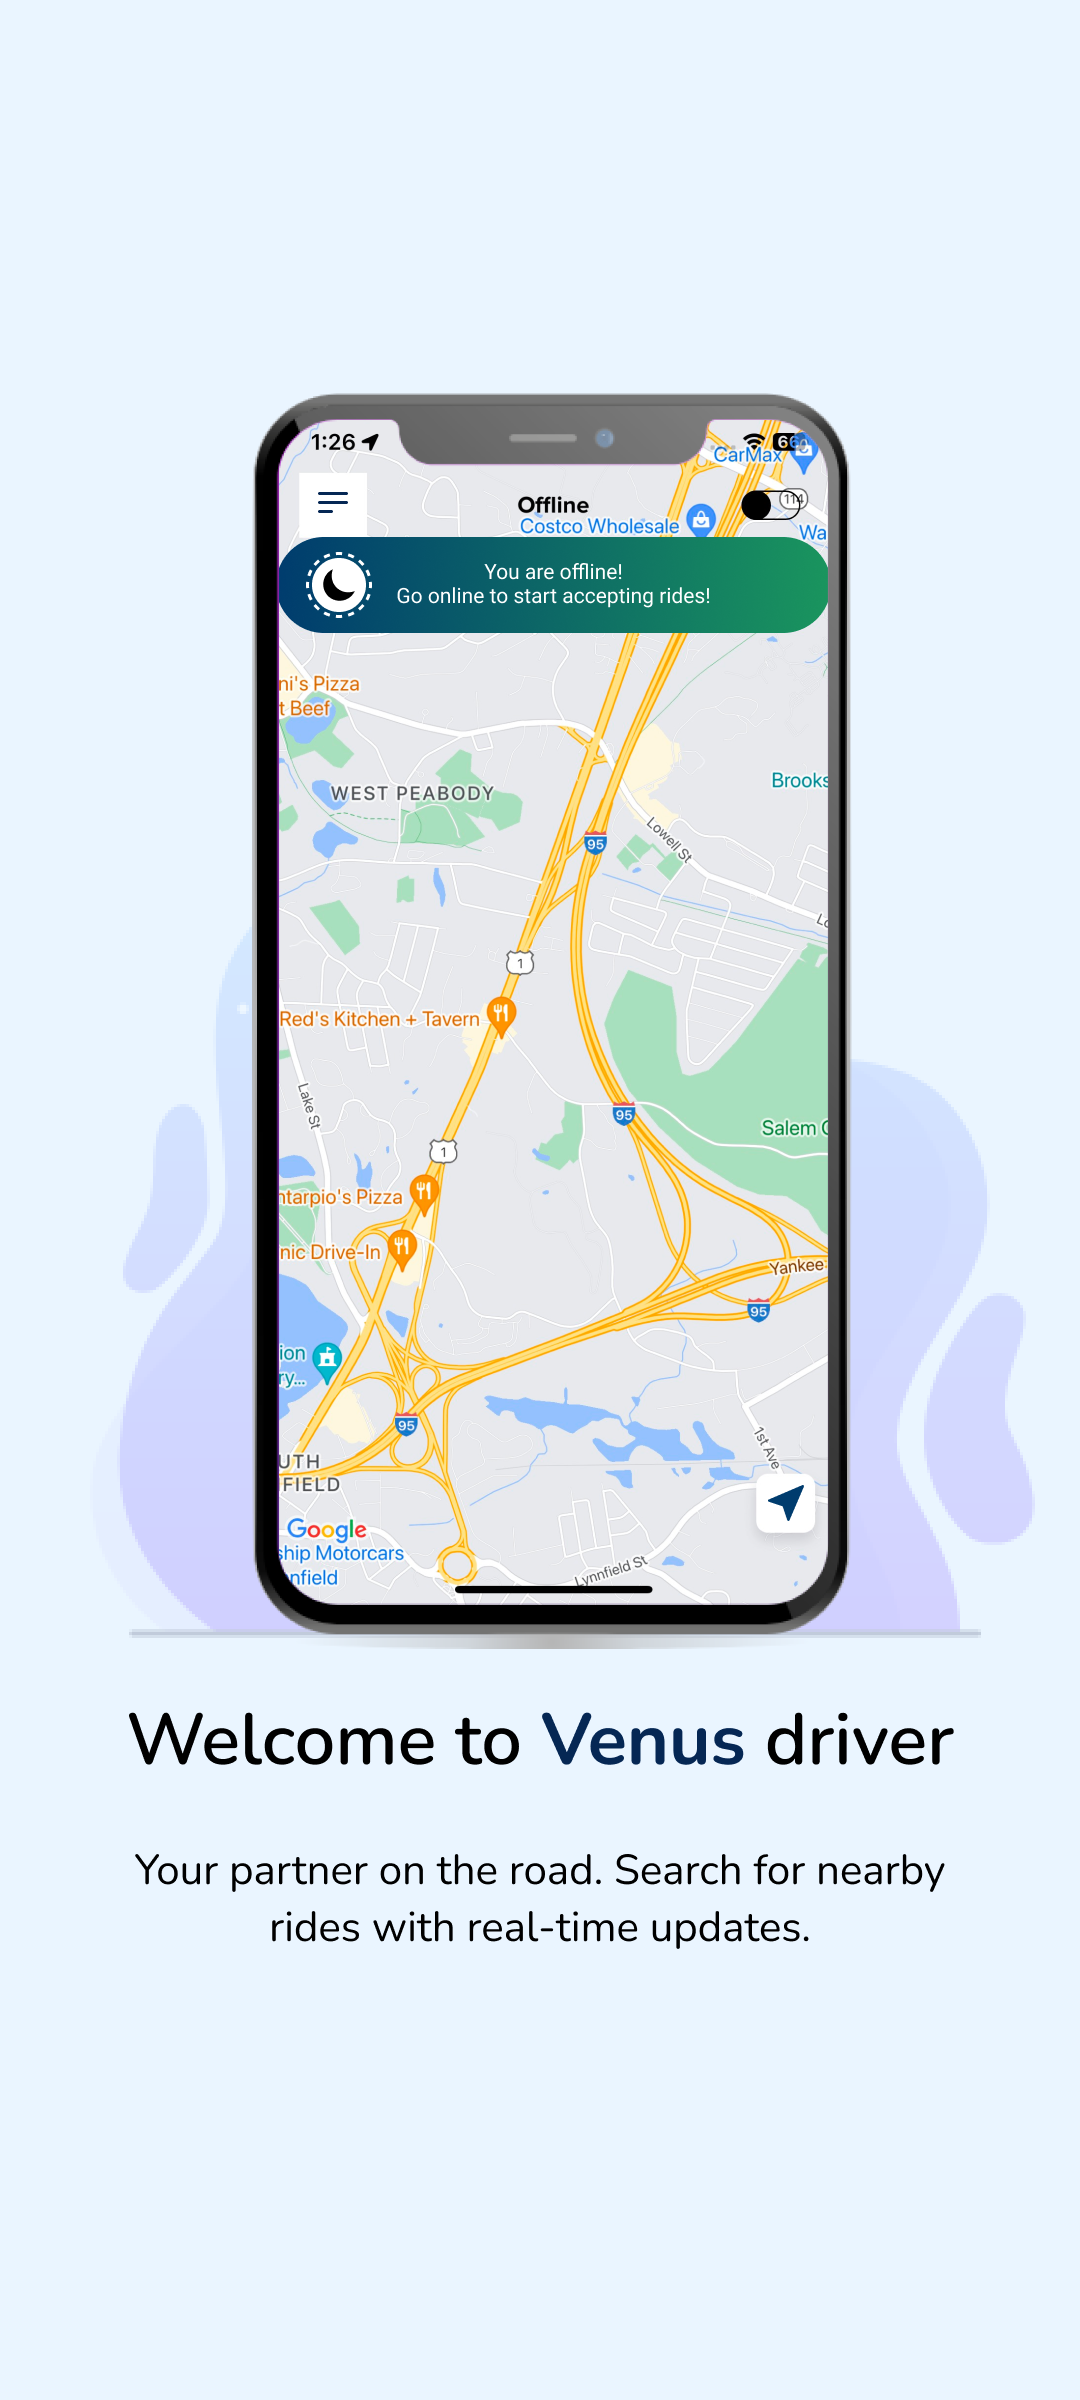 1:26
CarMax
66
Offline
114
Costco Wholesale
Wa
You are offline!
Go online to start accepting rides!
ni's Pizza
t Beef
Brooks
WEST PEABODY
Lowell St
95
Lo
1
Red's Kitchen + Tavern
Lake St
95
Salem C
1
ntarpio's Pizza
nic Drive-In
Yankee
95
ion
ry...
95
1st Ave
UTH
IFIELD
Google
ship Motorcars
nfield
Lynnfield St
Welcome to Venus driver
Your partner on the road. Search for nearby
rides with real-time updates.